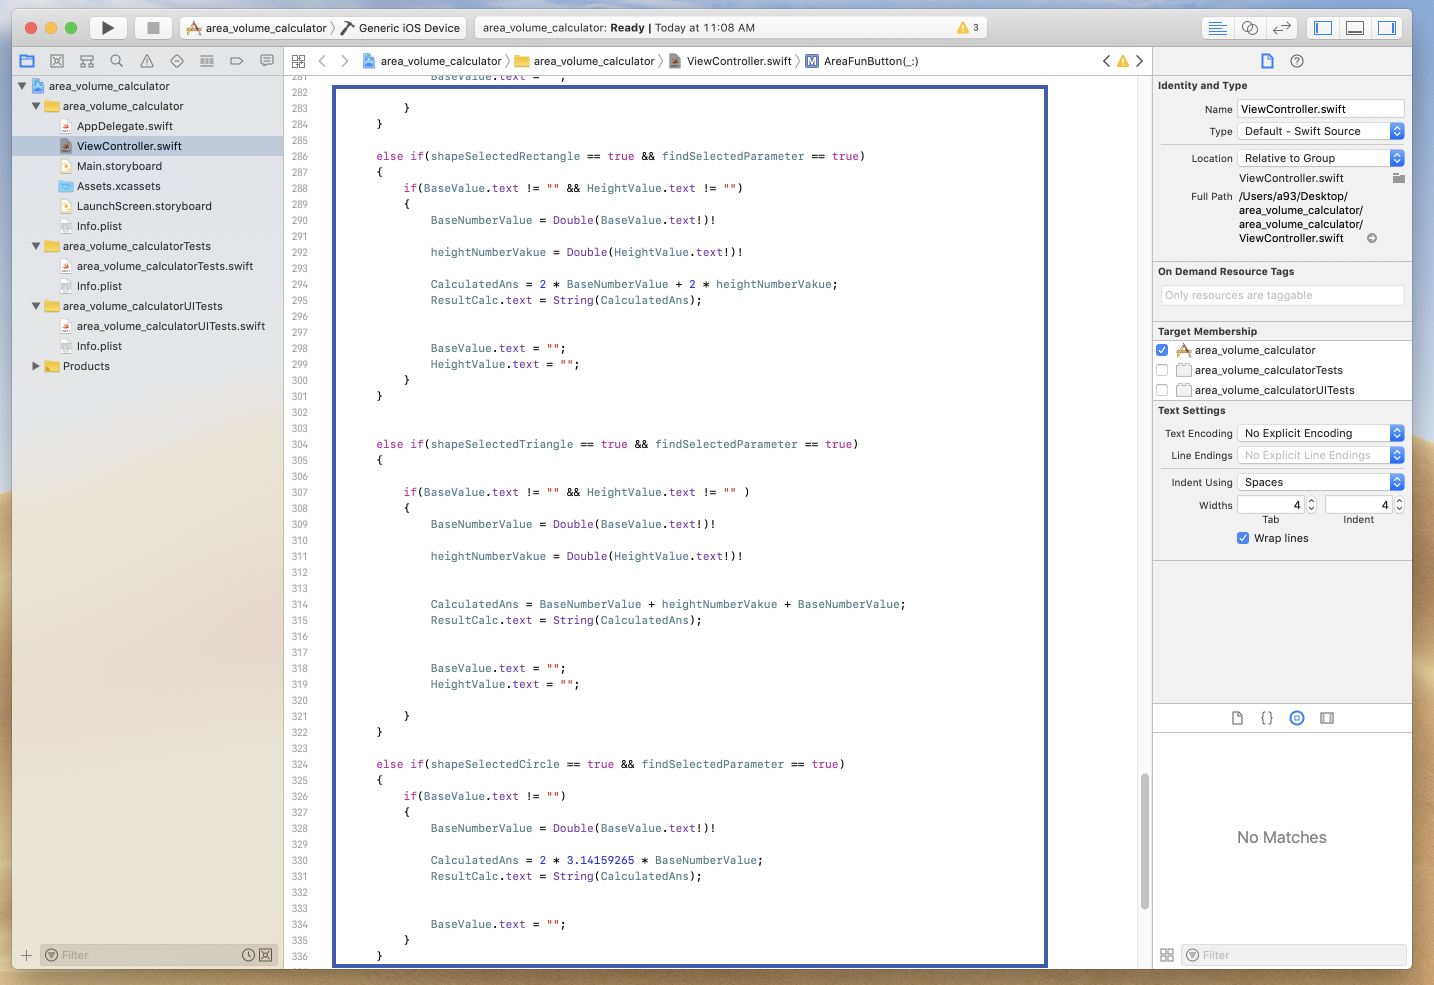 area_volume_calculator
Generic iOS Device
area_volume_calculator: Ready | Today at 11:08 AM
3
area_volume_calculator
area_volume_calculator
ViewController.swift
AreaFunButton(_:)
area_volume_calculator
area_volume_calculator
AppDelegate.swift
ViewController.swift
Main.storyboard
Assets.xcassets
LaunchScreen.storyboard
Info.plist
area_volume_calculatorTests
area_volume_calculatorTests.swift
Info.plist
area_volume_calculatorUITests
area_volume_calculatorUITests.swift
Info.plist
Products
Filter
281 BaseValue.text = "";
282
283 }
284 }
285
286 else if(shapeSelectedRectangle == true && findSelectedParameter == true)
287 {
288 if(BaseValue.text != "" && HeightValue.text != "")
289 {
290 BaseNumberValue = Double(BaseValue.text!)!
291
292 heightNumberVakue = Double(HeightValue.text!)!
293
294 CalculatedAns = 2 * BaseNumberValue + 2 * heightNumberVakue;
295 ResultCalc.text = String(CalculatedAns);
296
297
298 BaseValue.text = "";
299 HeightValue.text = "";
300 }
301 }
302
303
304 else if(shapeSelectedTriangle == true && findSelectedParameter == true)
305 {
306
307 if(BaseValue.text != "" && HeightValue.text != "" )
308 {
309 BaseNumberValue = Double(BaseValue.text!)!
310
311 heightNumberVakue = Double(HeightValue.text!)!
312
313
314 CalculatedAns = BaseNumberValue + heightNumberVakue + BaseNumberValue;
315 ResultCalc.text = String(CalculatedAns);
316
317
318 BaseValue.text = "";
319 HeightValue.text = "";
320
321 }
322 }
323
324 else if(shapeSelectedCircle == true && findSelectedParameter == true)
325 {
326 if(BaseValue.text != "")
327 {
328 BaseNumberValue = Double(BaseValue.text!)!
329
330 CalculatedAns = 2 * 3.14159265 * BaseNumberValue;
331 ResultCalc.text = String(CalculatedAns);
332
333
334 BaseValue.text = "";
335 }
336 }
Identity and Type
Name ViewController.swift
Type Default - Swift Source
Location Relative to Group
ViewController.swift
Full Path /Users/a93/Desktop/
area_volume_calculator/
area_volume_calculator/
ViewController.swift
On Demand Resource Tags
Only resources are taggable
Target Membership
area_volume_calculator
area_volume_calculatorTests
area_volume_calculatorUITests
Text Settings
Text Encoding No Explicit Encoding
Line Endings No Explicit Line Endings
Indent Using Spaces
Widths 4 4
Tab Indent
Wrap lines
{}
No Matches
Filter